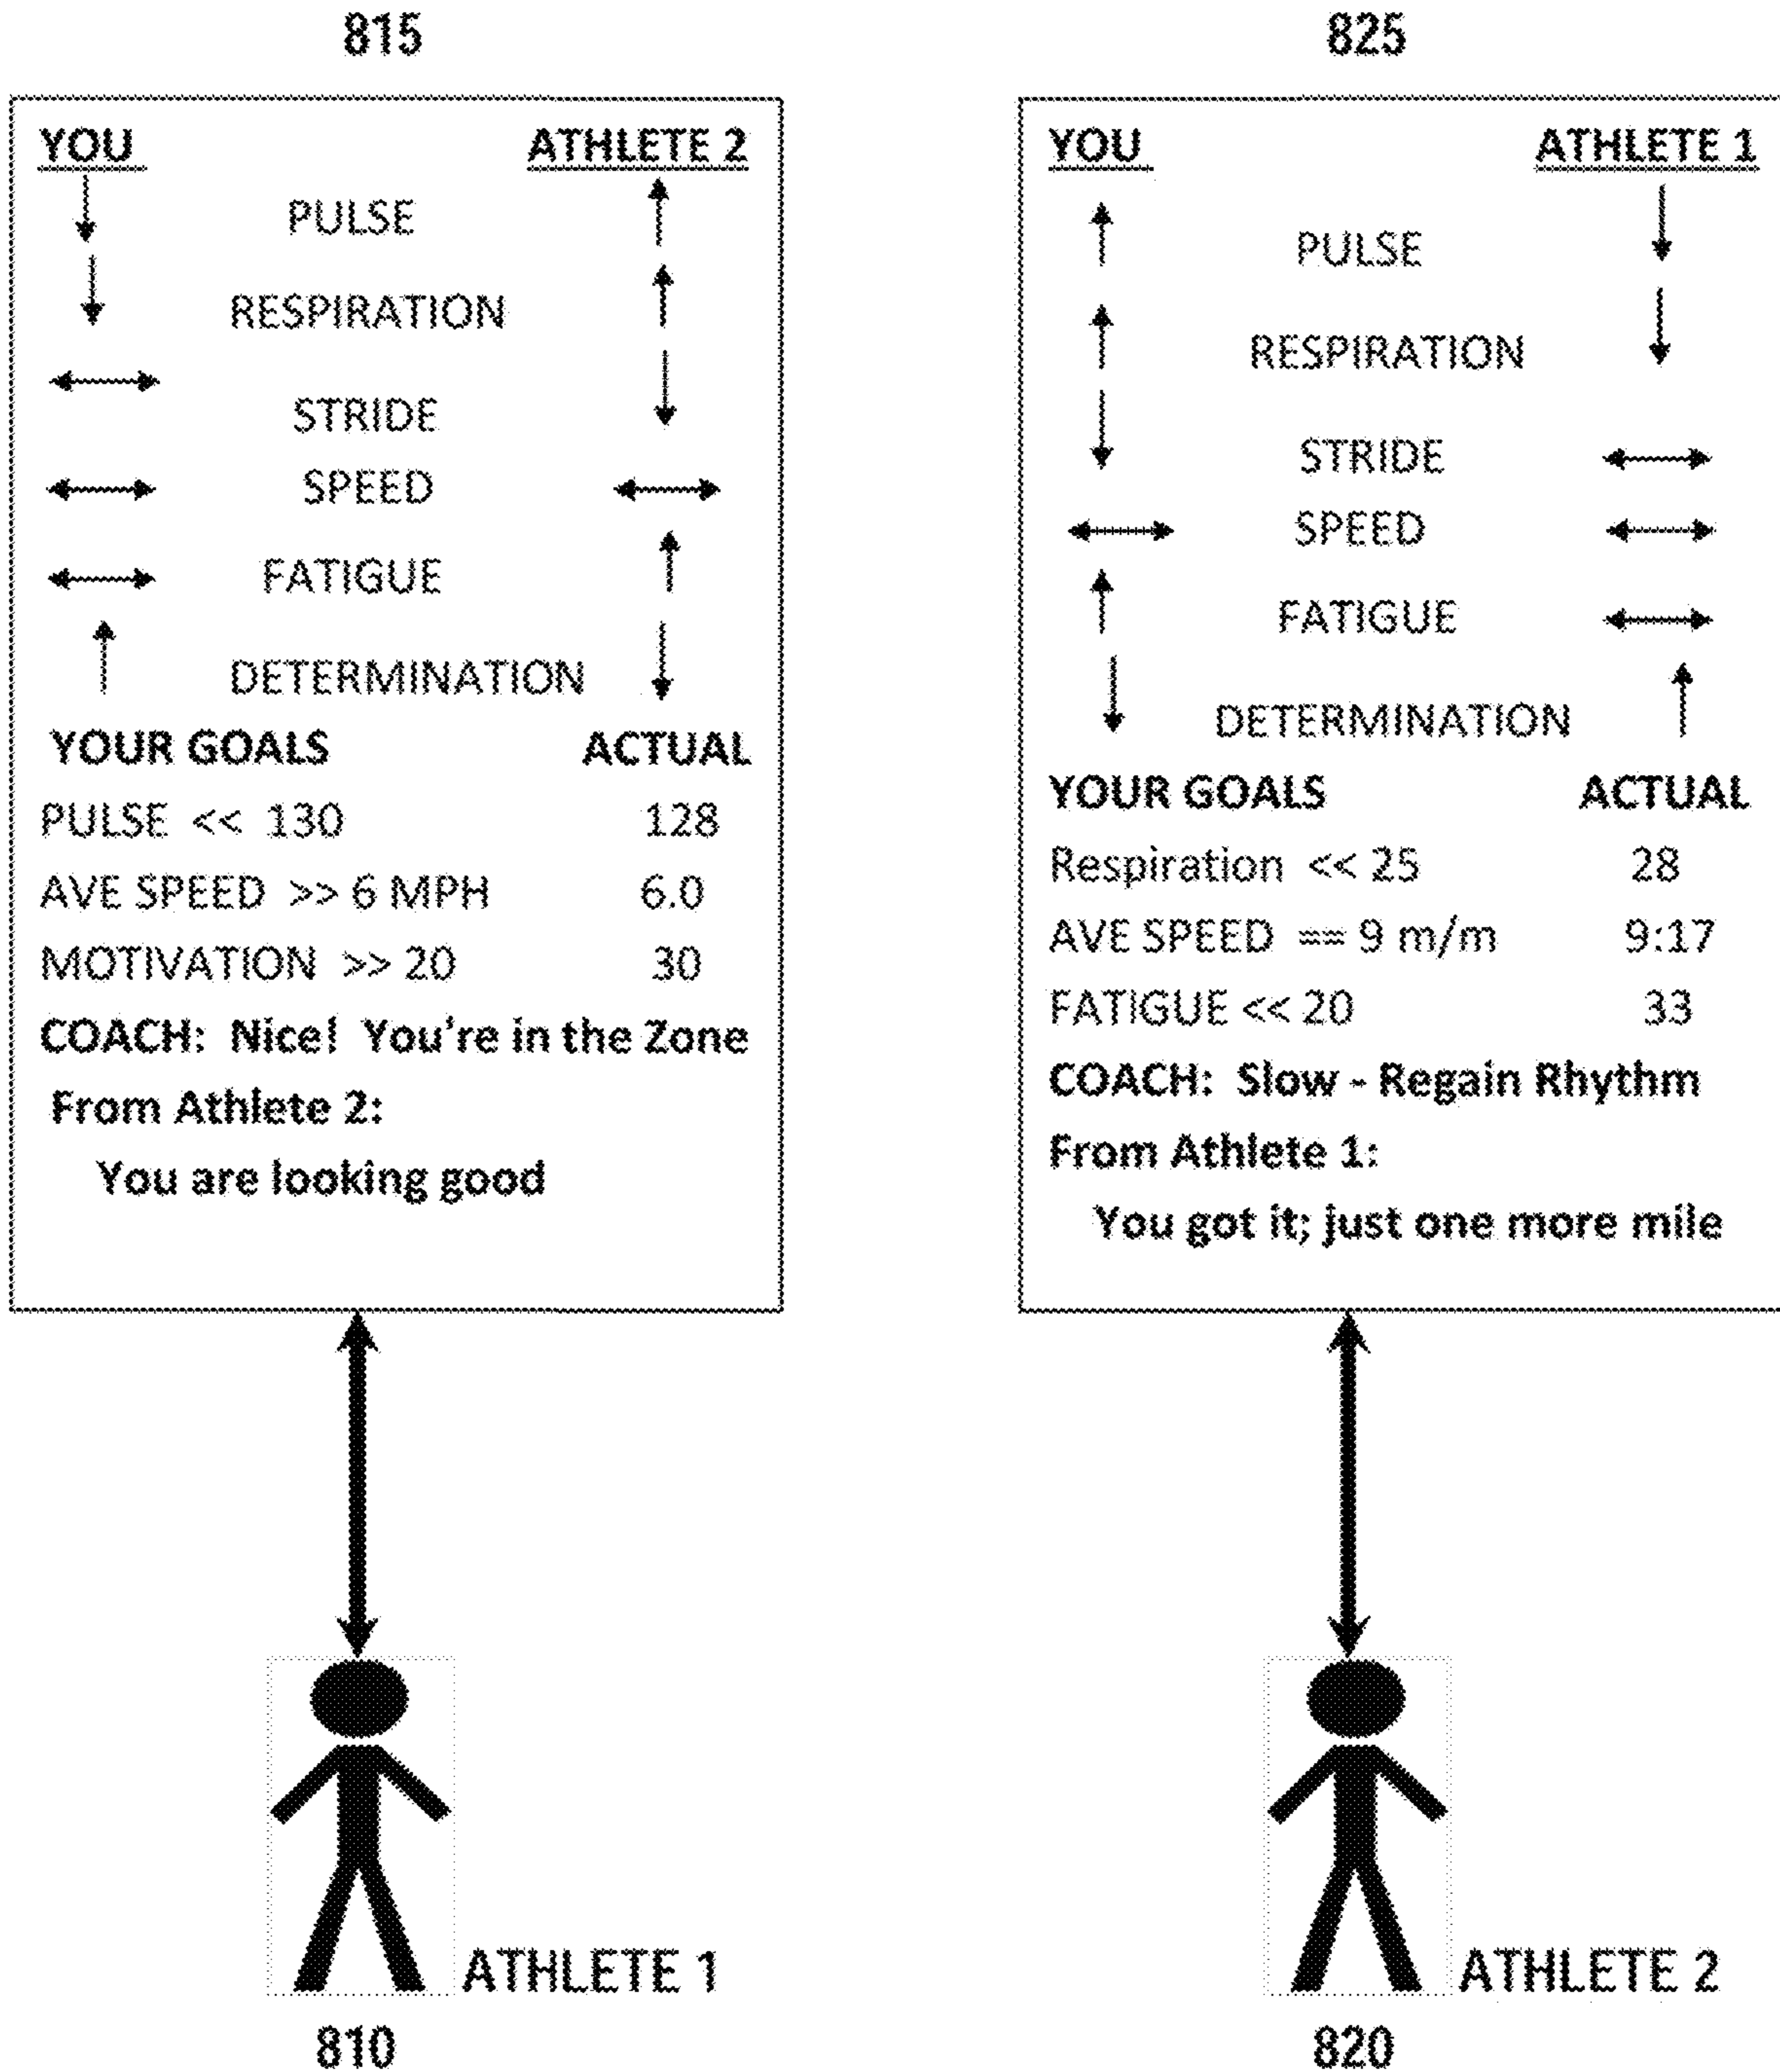 815
YOU ATHLETE 2
PULSE
RESPIRATION
STRIDE
SPEED
FATIGUE
DETERMINATION
YOUR GOALS ACTUAL
PULSE << 130 128
AVE SPEED >> 6 MPH 6.0
MOTIVATION >> 20 30
COACH: Nice! You're in the Zone
From Athlete 2:
You are looking good
ATHLETE 1
810
825
YOU ATHLETE 1
PULSE
RESPIRATION
STRIDE
SPEED
FATIGUE
DETERMINATION
YOUR GOALS ACTUAL
Respiration << 25 28
AVE SPEED == 9 m/m 9:17
FATIGUE << 20 33
COACH: Slow - Regain Rhythm
From Athlete 1:
You got it; just one more mile
ATHLETE 2
820